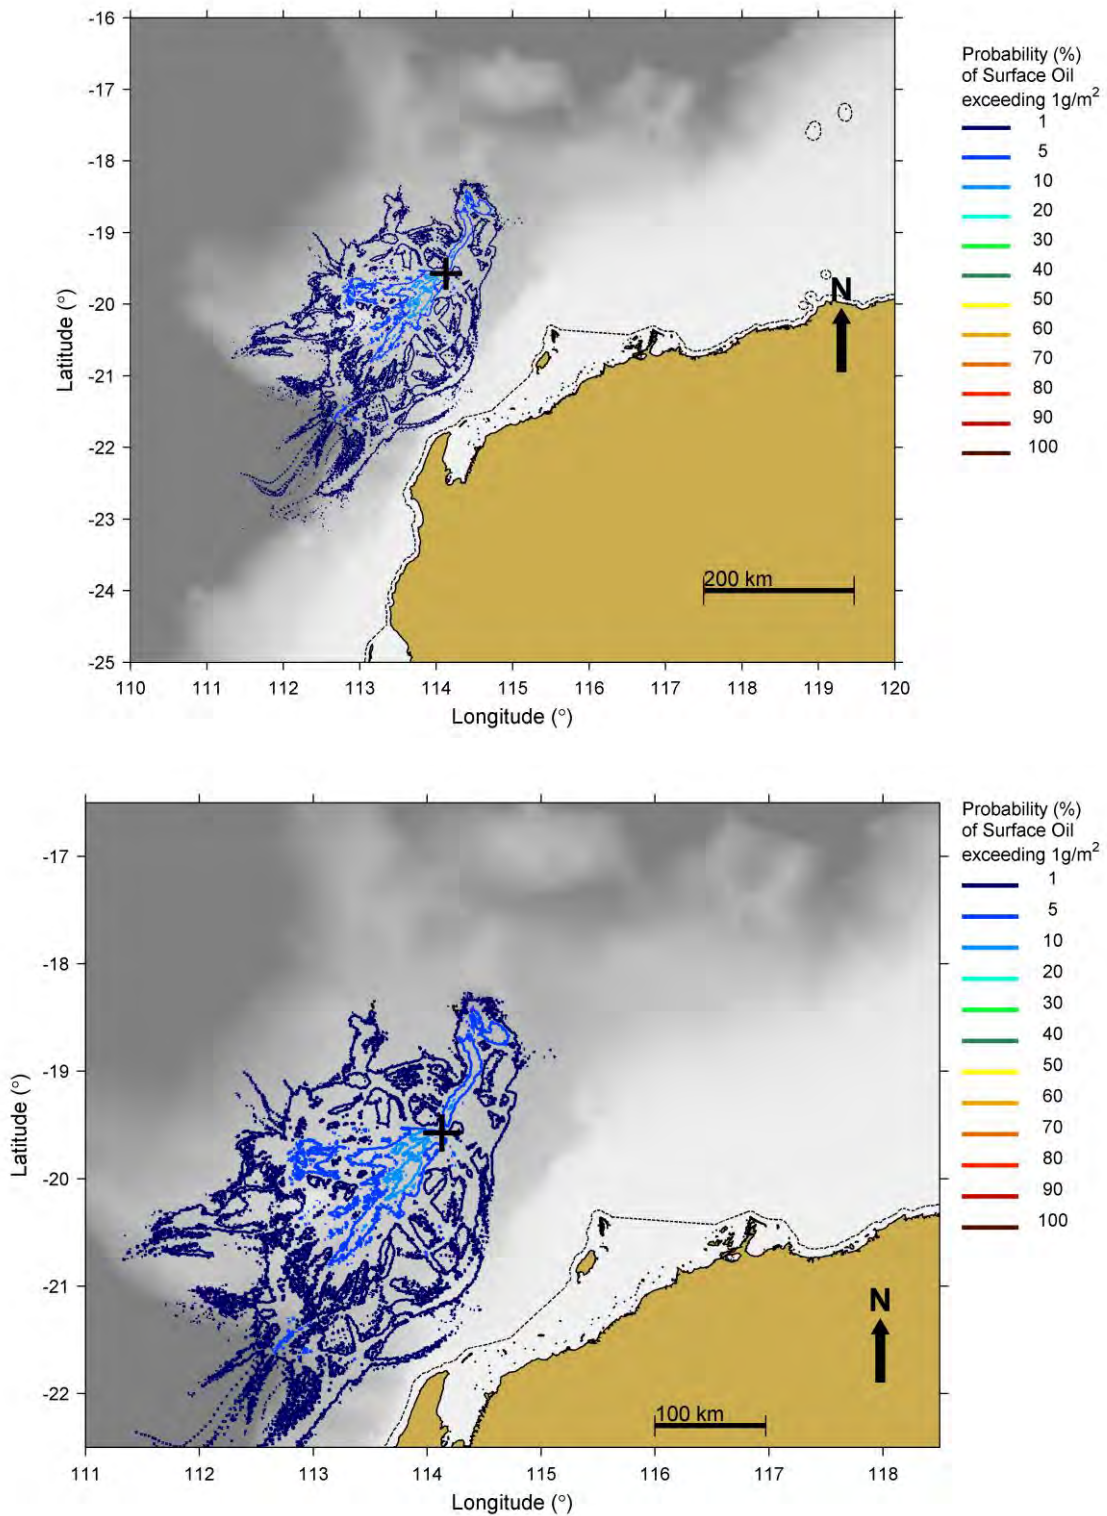 -16
-17
-18
-19
-20
-21
-22
-23
-24
-25
Latitude (°)
110 111 112 113 114 115 116 117 118 119 120
Longitude (°)
N
200 km
Probability (%)
of Surface Oil
exceeding 1g/m²
1
5
10
20
30
40
50
60
70
80
90
100
-17
-18
-19
-20
-21
-22
Latitude (°)
111 112 113 114 115 116 117 118
Longitude (°)
N
100 km
Probability (%)
of Surface Oil
exceeding 1g/m²
1
5
10
20
30
40
50
60
70
80
90
100